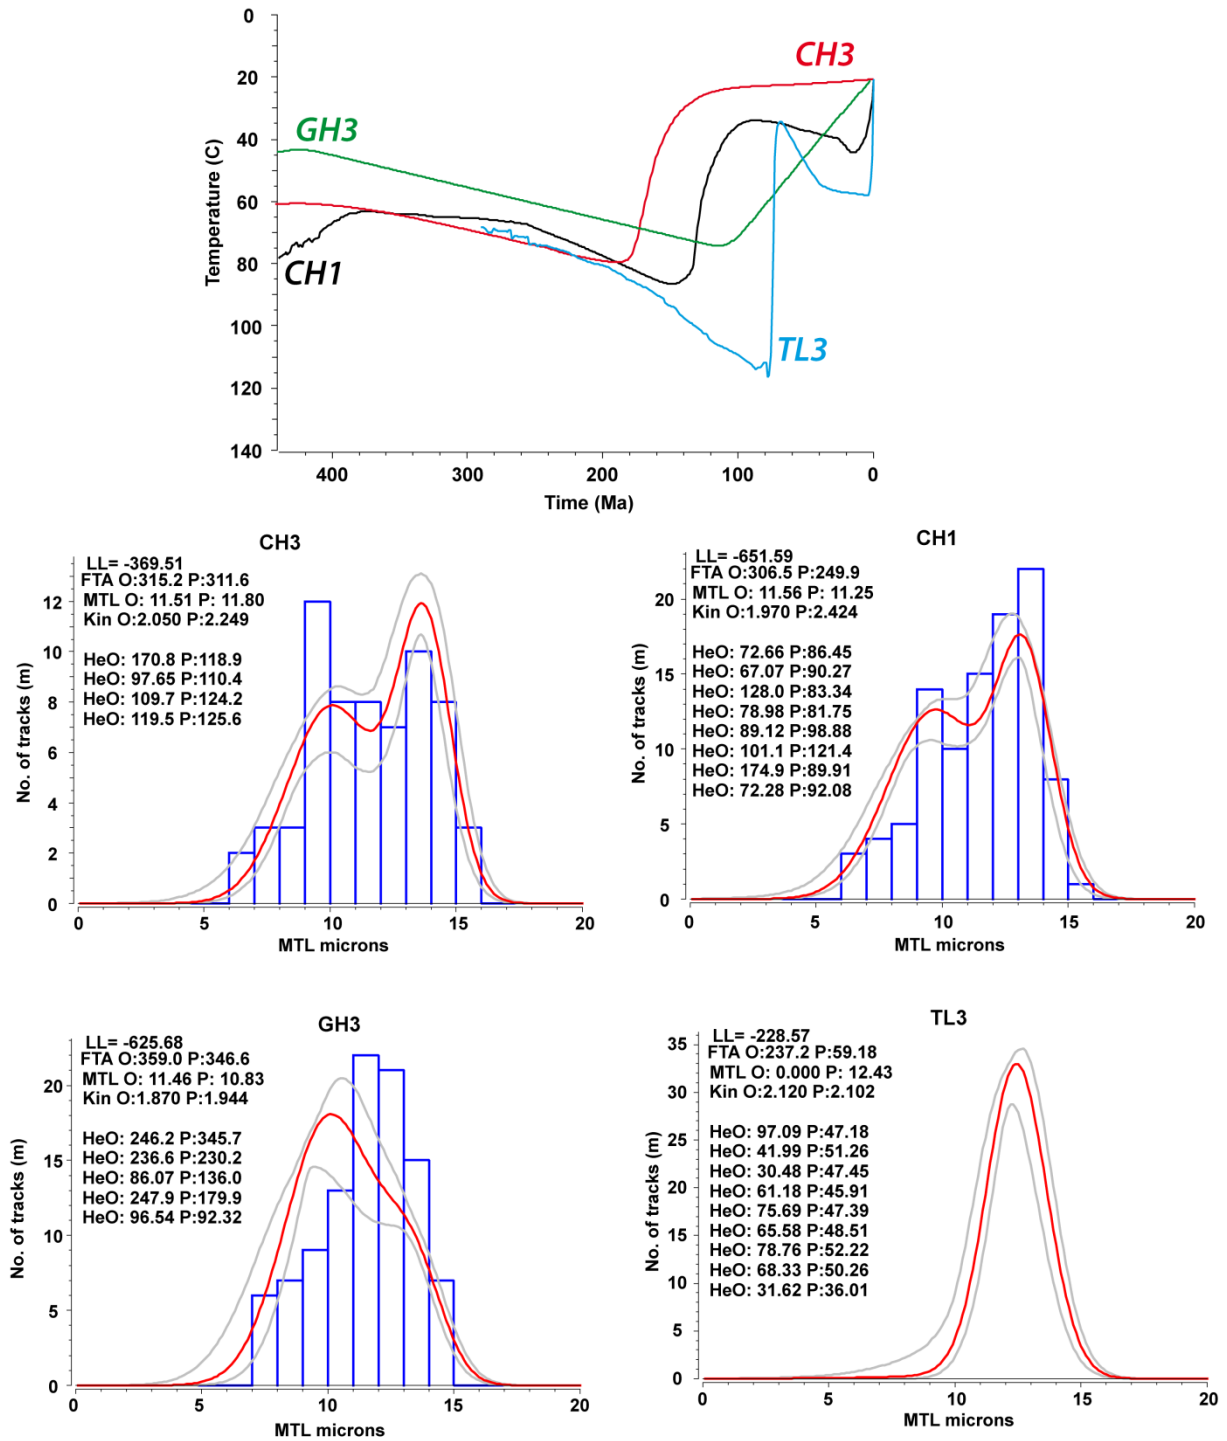 0
20
40
60
80
100
120
140
Temperature (C)
CH3
GH3
CH1
TL3
400
300
200
100
0
Time (Ma)
CH3
LL= -369.51
FTA O:315.2 P:311.6
MTL O: 11.51 P: 11.80
Kin O:2.050 P:2.249
HeO: 170.8 P:118.9
HeO: 97.65 P:110.4
HeO: 109.7 P:124.2
HeO: 119.5 P:125.6
12
10
8
6
4
2
0
No. of tracks (m)
0
5
10
15
20
MTL microns
CH1
LL= -651.59
FTA O:306.5 P:249.9
MTL O: 11.56 P: 11.25
Kin O:1.970 P:2.424
HeO: 72.66 P:86.45
HeO: 67.07 P:90.27
HeO: 128.0 P:83.34
HeO: 78.98 P:81.75
HeO: 89.12 P:98.88
HeO: 101.1 P:121.4
HeO: 174.9 P:89.91
HeO: 72.28 P:92.08
20
15
10
5
0
No. of tracks (m)
0
5
10
15
20
MTL microns
GH3
LL= -625.68
FTA O:359.0 P:346.6
MTL O: 11.46 P: 10.83
Kin O:1.870 P:1.944
HeO: 246.2 P:345.7
HeO: 236.6 P:230.2
HeO: 86.07 P:136.0
HeO: 247.9 P:179.9
HeO: 96.54 P:92.32
20
15
10
5
0
No. of tracks (m)
0
5
10
15
20
MTL microns
TL3
LL= -228.57
FTA O:237.2 P:59.18
MTL O: 0.000 P: 12.43
Kin O:2.120 P:2.102
HeO: 97.09 P:47.18
HeO: 41.99 P:51.26
HeO: 30.48 P:47.45
HeO: 61.18 P:45.91
HeO: 75.69 P:47.39
HeO: 65.58 P:48.51
HeO: 78.76 P:52.22
HeO: 68.33 P:50.26
HeO: 31.62 P:36.01
35
30
25
20
15
10
5
0
No. of tracks (m)
0
5
10
15
20
MTL microns